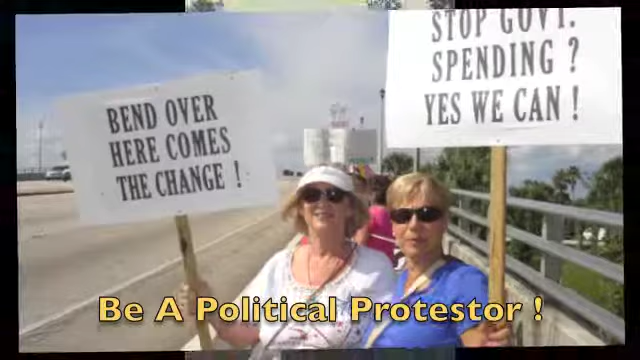 BEND OVER
HERE COMES
THE CHANGE !
STOP GOVT.
SPENDING ?
YES WE CAN !
Be A Political Protestor !